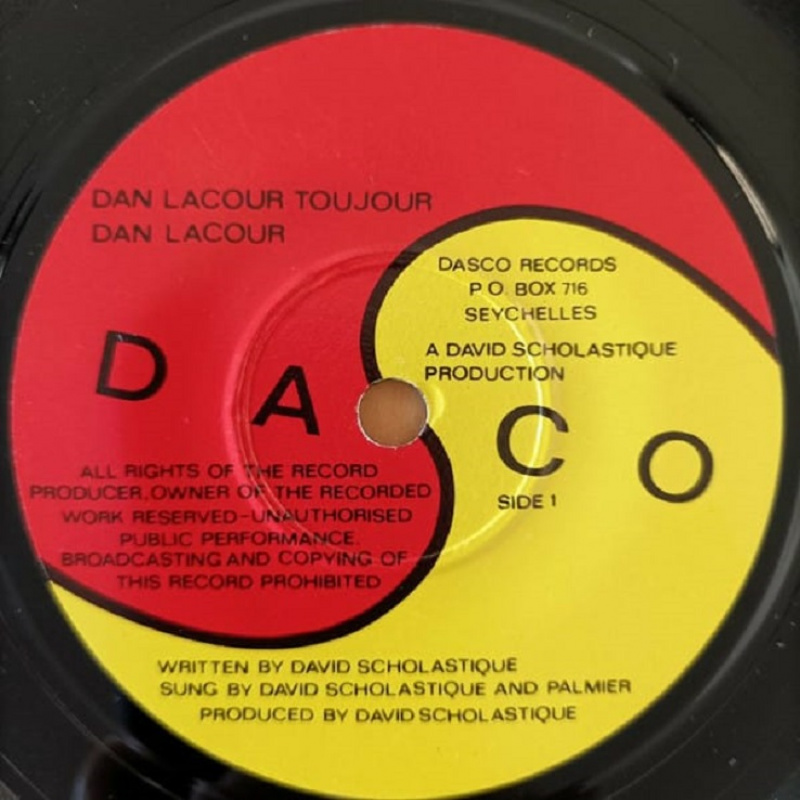 DAN LACOUR TOUJOUR
DAN LACOUR
DASCO RECORDS
P.O. BOX 716
SEYCHELLES
A DAVID SCHOLASTIQUE
PRODUCTION
D A C O
SIDE 1
ALL RIGHTS OF THE RECORD
PRODUCER, OWNER OF THE RECORDED
WORK RESERVED-UNAUTHORISED
PUBLIC PERFORMANCE.
BROADCASTING AND COPYING OF
THIS RECORD PROHIBITED
WRITTEN BY DAVID SCHOLASTIQUE
SUNG BY DAVID SCHOLASTIQUE AND PALMIER
PRODUCED BY DAVID SCHOLASTIQUE